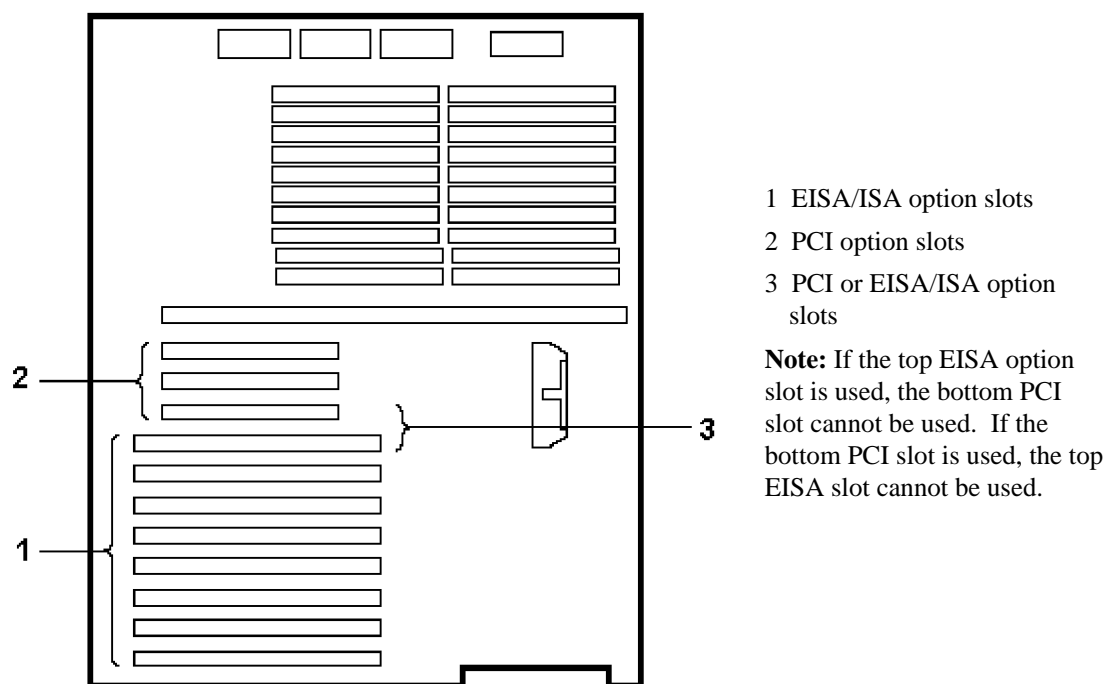 2
1
3
1 EISA/ISA option slots
2 PCI option slots
3 PCI or EISA/ISA option
slots
Note: If the top EISA option
slot is used, the bottom PCI
slot cannot be used. If the
bottom PCI slot is used, the top
EISA slot cannot be used.